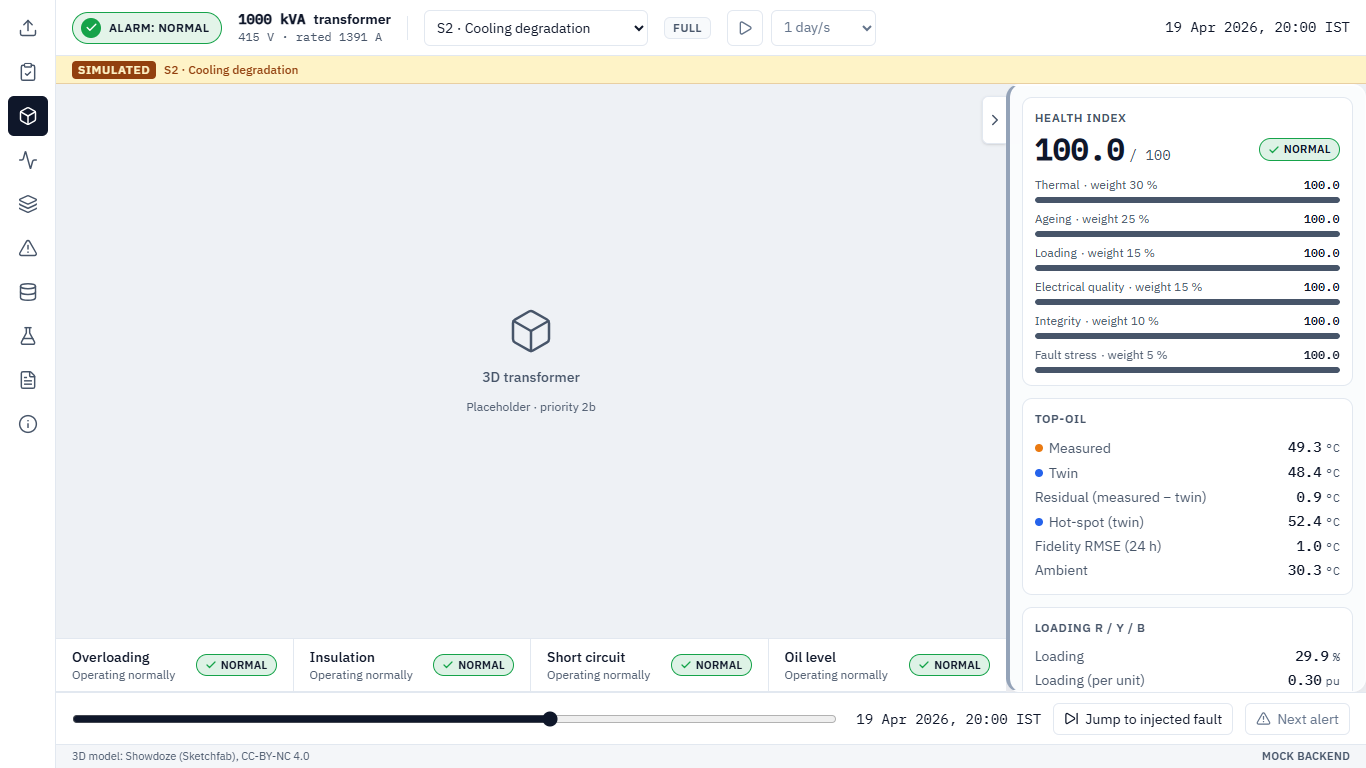 ALARM: NORMAL
1000 kVA transformer
415 V · rated 1391 A
S2 · Cooling degradation
FULL
1 day/s
19 Apr 2026, 20:00 IST
SIMULATED S2 · Cooling degradation
3D transformer
Placeholder · priority 2b
HEALTH INDEX
100.0 / 100
NORMAL
Thermal · weight 30 % 100.0
Ageing · weight 25 % 100.0
Loading · weight 15 % 100.0
Electrical quality · weight 15 % 100.0
Integrity · weight 10 % 100.0
Fault stress · weight 5 % 100.0
TOP-OIL
Measured 49.3 °C
Twin 48.4 °C
Residual (measured − twin) 0.9 °C
Hot-spot (twin) 52.4 °C
Fidelity RMSE (24 h) 1.0 °C
Ambient 30.3 °C
LOADING R / Y / B
Loading 29.9 %
Loading (per unit) 0.30 pu
Overloading
Operating normally
NORMAL
Insulation
Operating normally
NORMAL
Short circuit
Operating normally
NORMAL
Oil level
Operating normally
NORMAL
19 Apr 2026, 20:00 IST
Jump to injected fault
Next alert
3D model: Showdoze (Sketchfab), CC-BY-NC 4.0
MOCK BACKEND